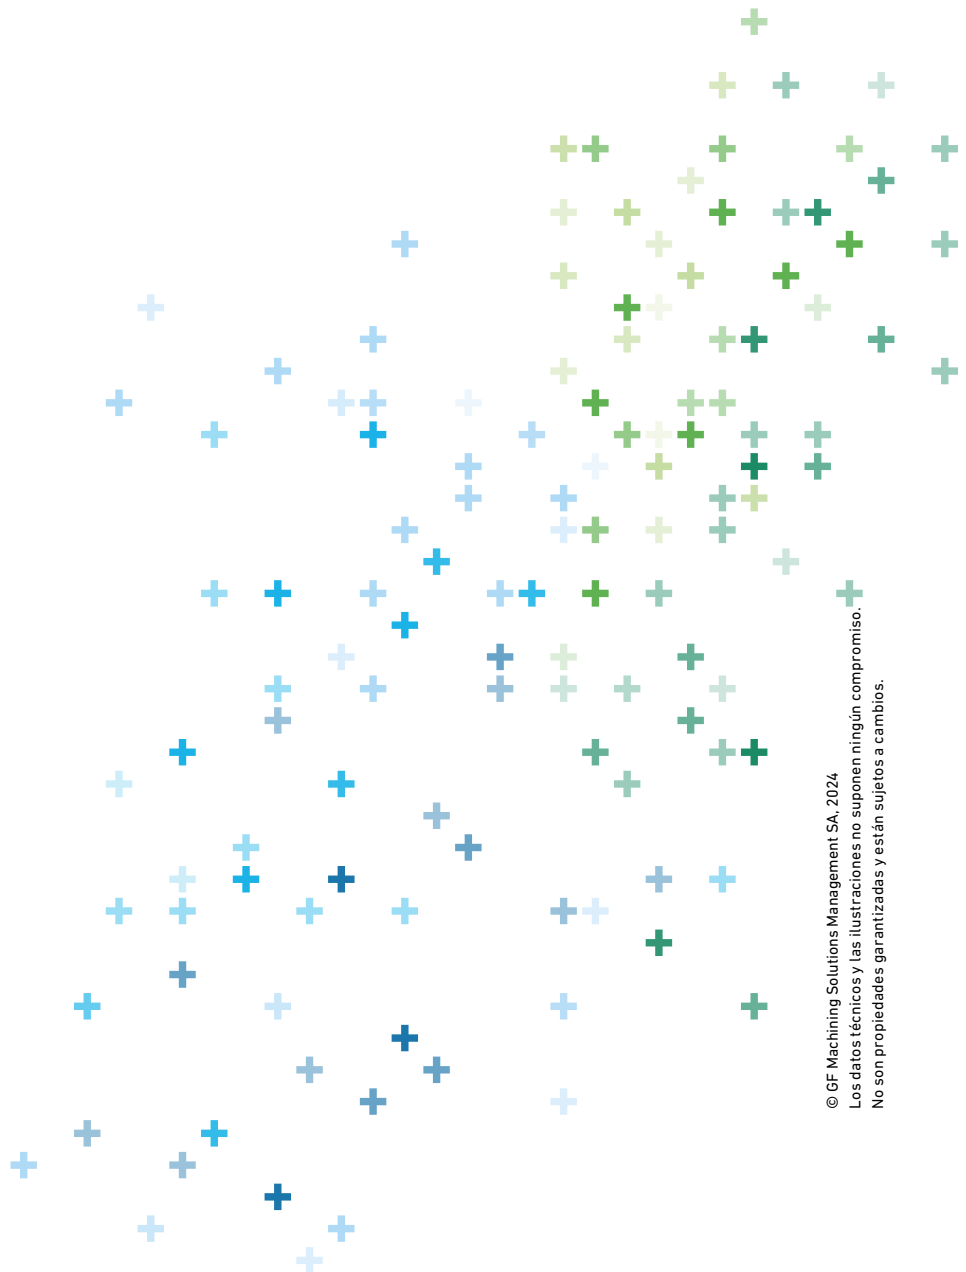 © GF Machining Solutions Management SA, 2024
Los datos técnicos y las ilustraciones no suponen ningún compromiso.
No son propiedades garantizadas y están sujetos a cambios.